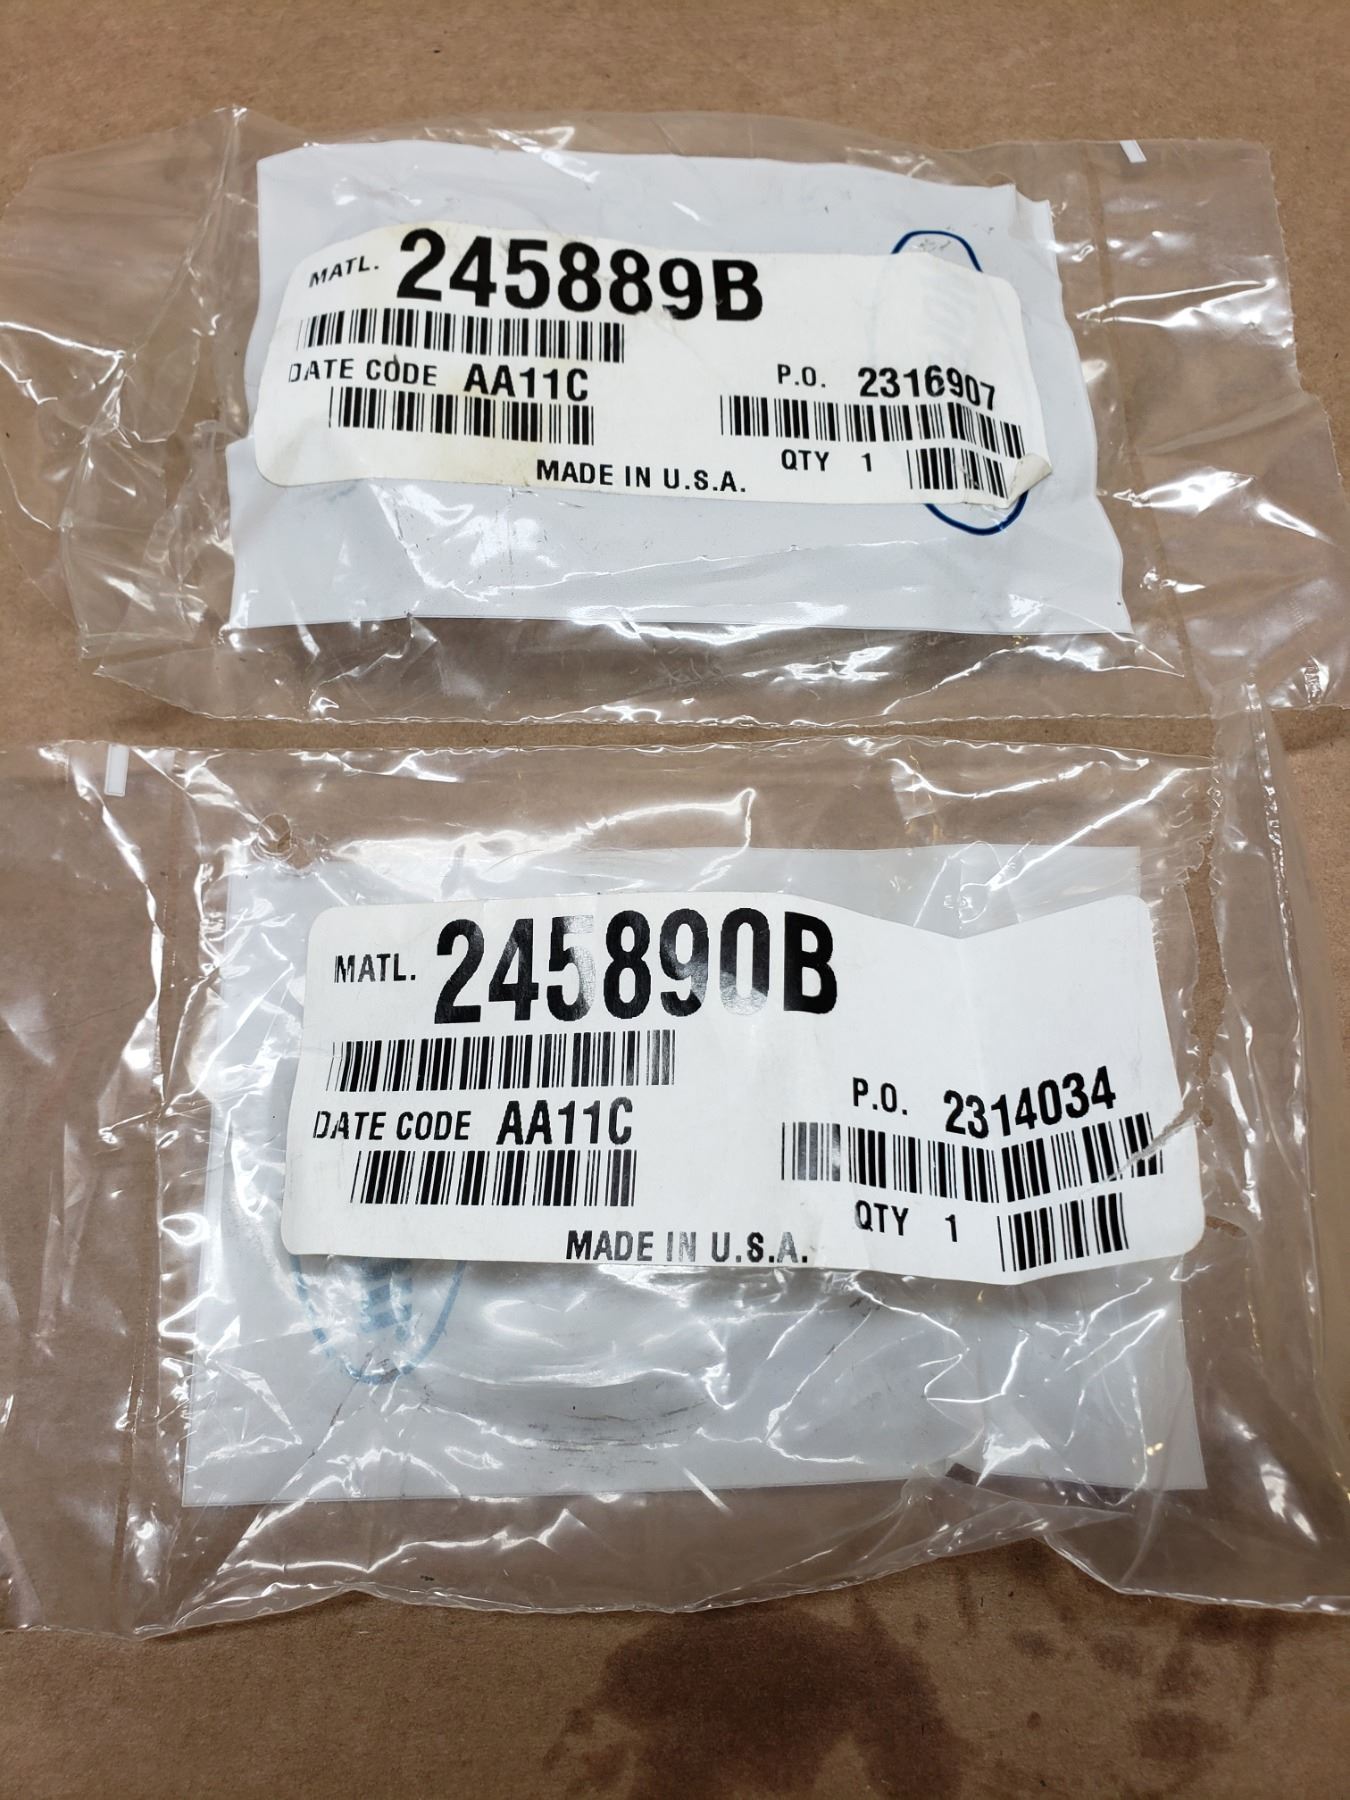 MATL. 245889B
DATE CODE AA11C
P.O. 2316907
QTY 1
MADE IN U.S.A.
MATL. 245890B
DATE CODE AA11C
P.O. 2314034
QTY 1
MADE IN U.S.A.